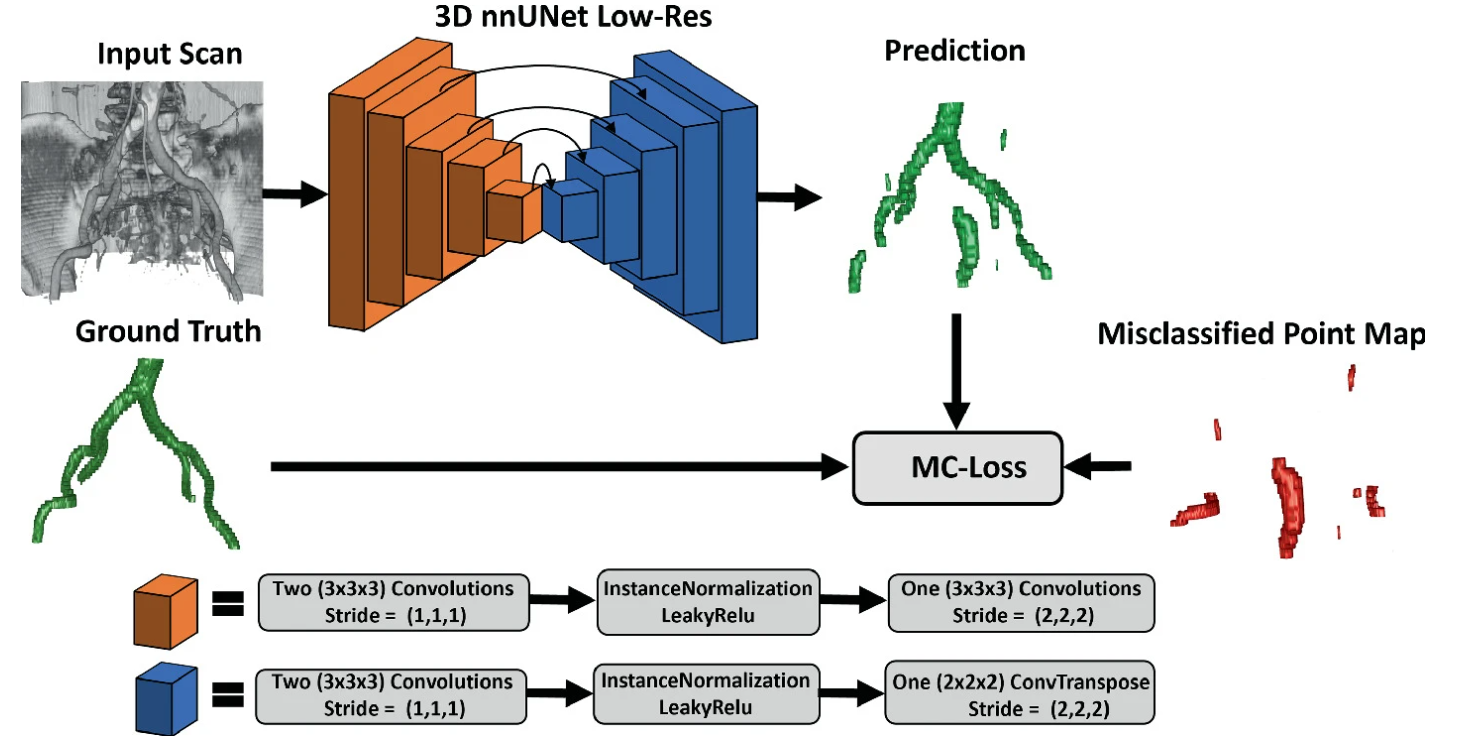 3D nnUNet Low-Res
Input Scan
Prediction
Ground Truth
Misclassified Point Map
MC-Loss
Two (3x3x3) Convolutions
Stride = (1,1,1)
InstanceNormalization
LeakyRelu
One (3x3x3) Convolutions
Stride = (2,2,2)
Two (3x3x3) Convolutions
Stride = (1,1,1)
InstanceNormalization
LeakyRelu
One (2x2x2) ConvTranspose
Stride = (2,2,2)